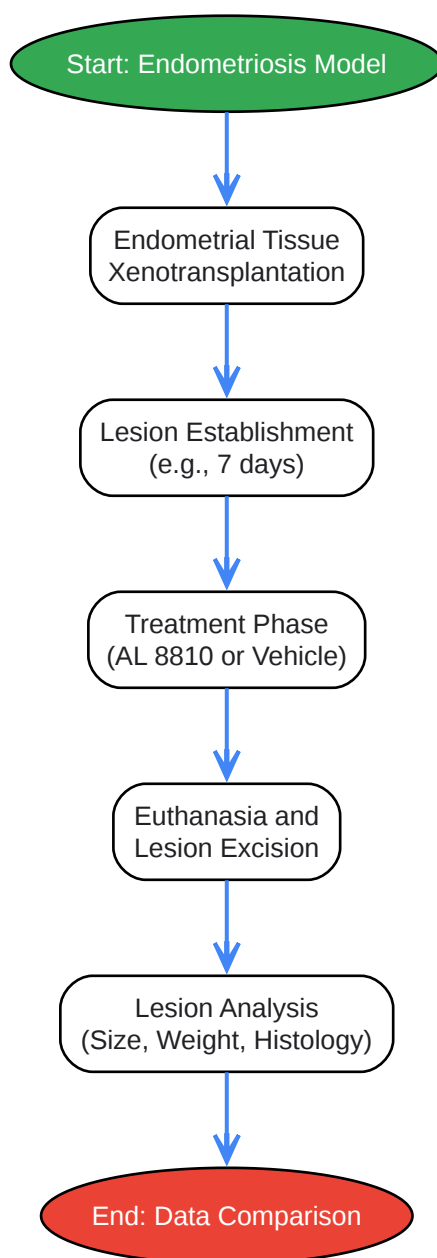 Start: Endometriosis Model
Endometrial Tissue
Xenotransplantation
Lesion Establishment
(e.g., 7 days)
Treatment Phase
(AL 8810 or Vehicle)
Euthanasia and
Lesion Excision
Lesion Analysis
(Size, Weight, Histology)
End: Data Comparison